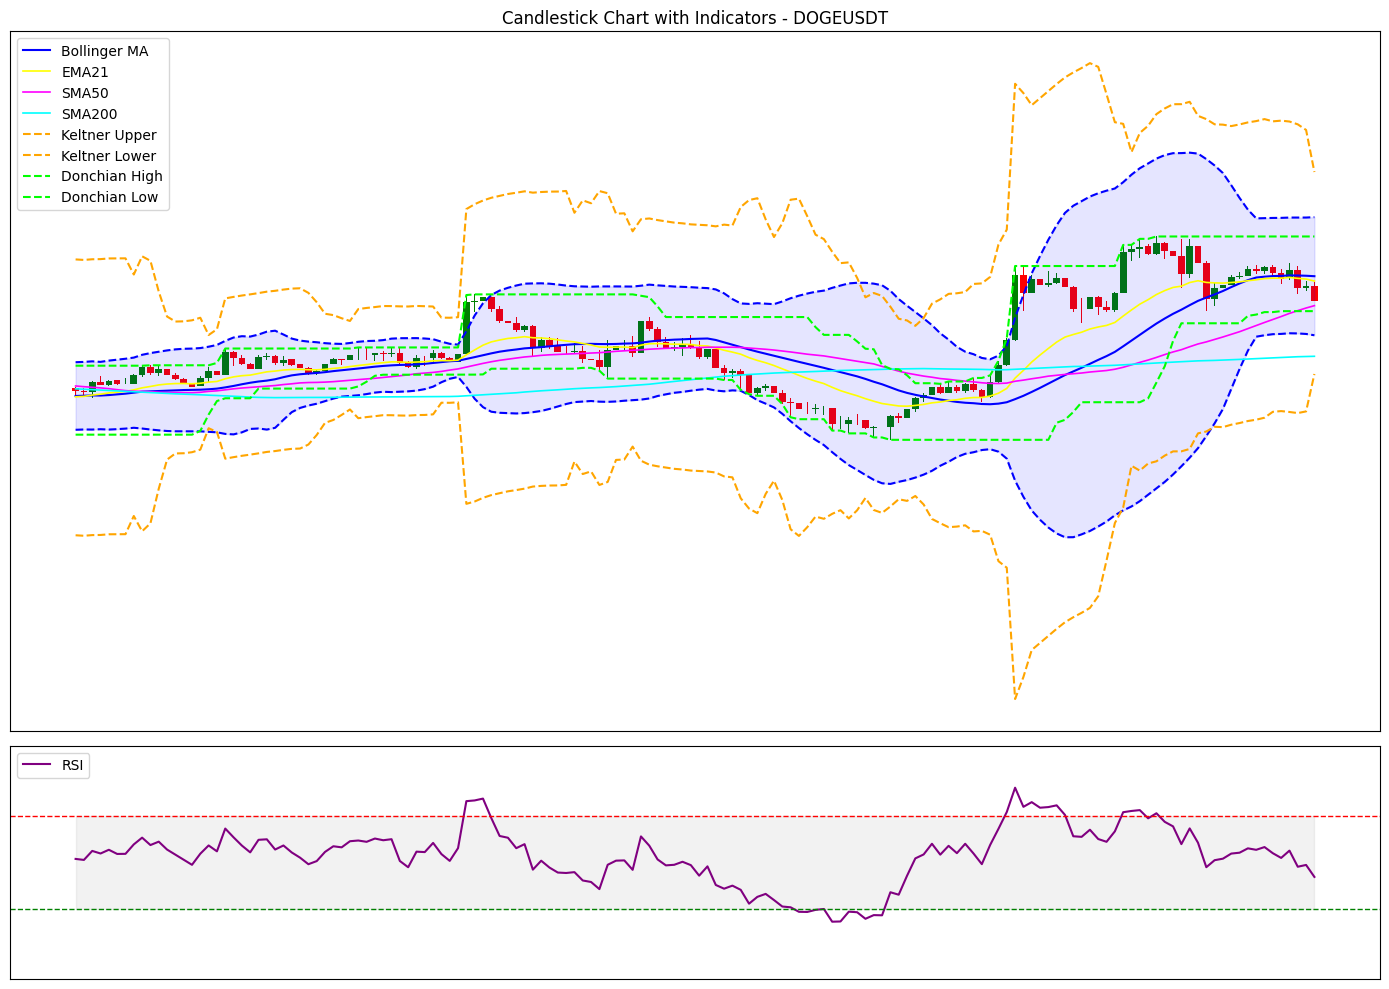 Candlestick Chart with Indicators - DOGEUSDT
Bollinger MA
EMA21
SMA50
SMA200
Keltner Upper
Keltner Lower
Donchian High
Donchian Low
RSI